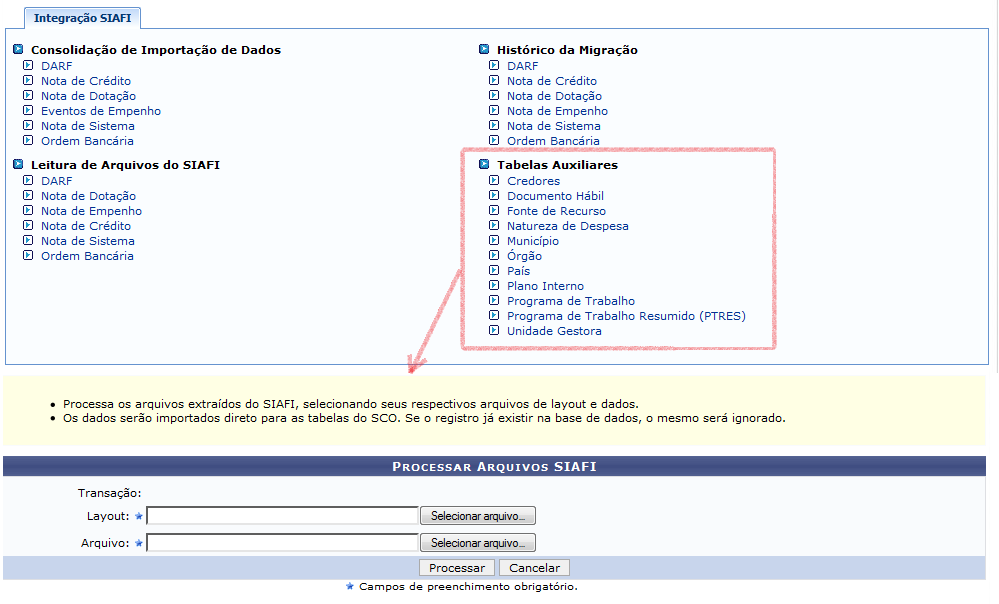 Integração SIAFI
Consolidação de Importação de Dados
DARF
Nota de Crédito
Nota de Dotação
Eventos de Empenho
Nota de Sistema
Ordem Bancária
Leitura de Arquivos do SIAFI
DARF
Nota de Dotação
Nota de Empenho
Nota de Crédito
Nota de Sistema
Ordem Bancária
Histórico da Migração
DARF
Nota de Crédito
Nota de Dotação
Nota de Empenho
Nota de Sistema
Ordem Bancária
Tabelas Auxiliares
Credores
Documento Hábil
Fonte de Recurso
Natureza de Despesa
Município
Órgão
País
Plano Interno
Programa de Trabalho
Programa de Trabalho Resumido (PTRES)
Unidade Gestora
Processa os arquivos extraídos do SIAFI, selecionando seus respectivos arquivos de layout e dados.
Os dados serão importados direto para as tabelas do SCO. Se o registro já existir na base de dados, o mesmo será ignorado.
Processar Arquivos SIAFI
Transação:
Layout: Selecionar arquivo...
Arquivo: Selecionar arquivo...
Processar Cancelar
Campos de preenchimento obrigatório.